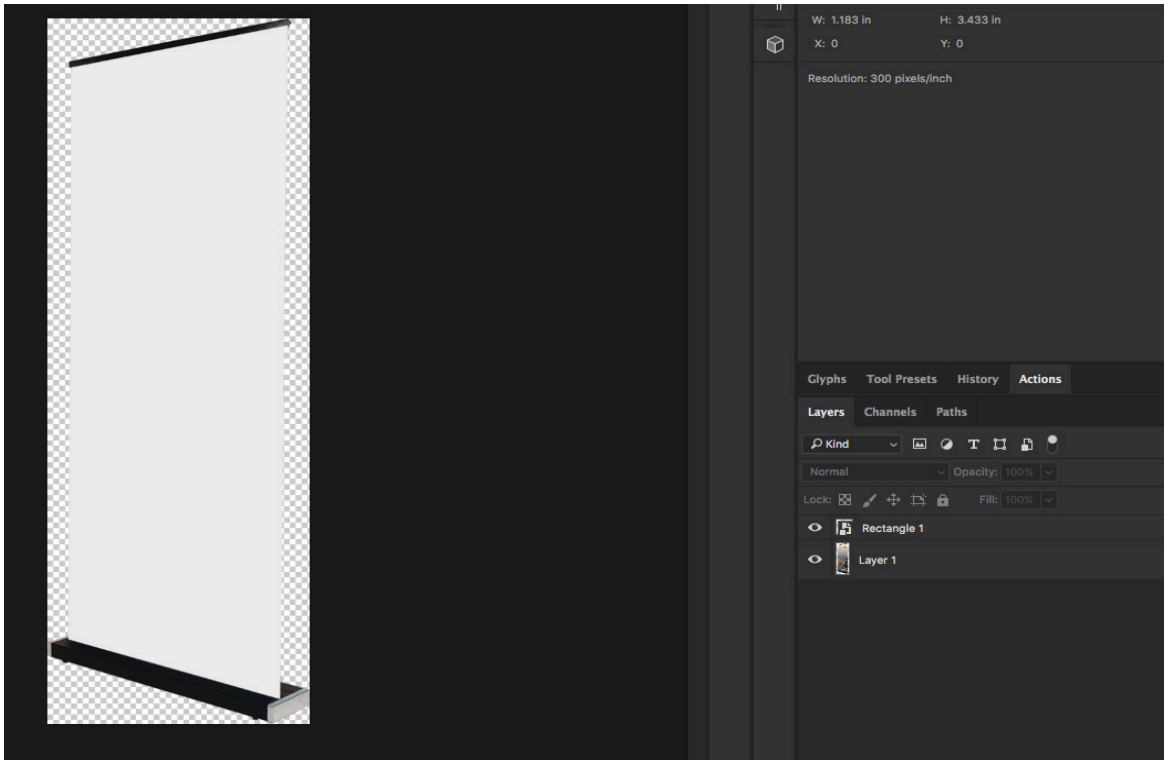 W: 1.183 in H: 3.433 in
X: 0 Y: 0
Resolution: 300 pixels/inch
Glyphs Tool Presets History Actions
Layers Channels Paths
Kind T
Normal Opacity: 100%
Lock: Fill: 100%
Rectangle 1
Layer 1